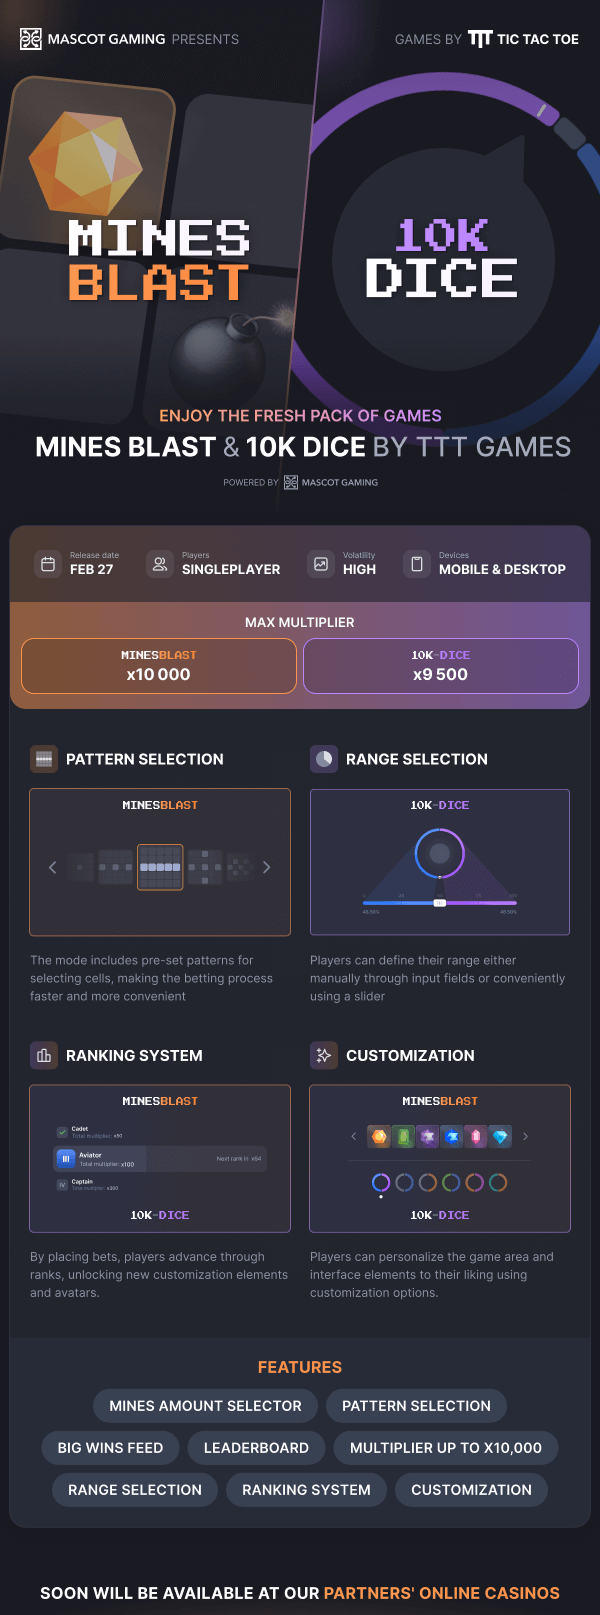 MASCOT GAMING PRESENTS
GAMES BY TTT TIC TAC TOE
MINES
BLAST
10K
DICE
ENJOY THE FRESH PACK OF GAMES
MINES BLAST & 10K DICE BY TTT GAMES
POWERED BY MASCOT GAMING
Release date
FEB 27
Players
SINGLEPLAYER
Volatility
HIGH
Devices
MOBILE & DESKTOP
MAX MULTIPLIER
MINESBLAST
x10 000
10K-DICE
x9 500
PATTERN SELECTION
MINESBLAST
The mode includes pre-set patterns for
selecting cells, making the betting process
faster and more convenient
RANGE SELECTION
10K-DICE
Players can define their range either
manually through input fields or conveniently
using a slider
RANKING SYSTEM
MINESBLAST
Cadet
Total multiplier: x50
III
Aviator
Total multiplier: x100
Next rank in x64
IV
Captain
Total multiplier: x300
10K-DICE
By placing bets, players advance through
ranks, unlocking new customization elements
and avatars.
CUSTOMIZATION
MINESBLAST
10K-DICE
Players can personalize the game area and
interface elements to their liking using
customization options.
FEATURES
MINES AMOUNT SELECTOR
PATTERN SELECTION
BIG WINS FEED
LEADERBOARD
MULTIPLIER UP TO X10,000
RANGE SELECTION
RANKING SYSTEM
CUSTOMIZATION
SOON WILL BE AVAILABLE AT OUR PARTNERS' ONLINE CASINOS